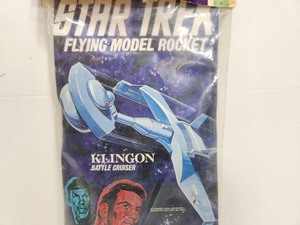 STAR TREK
FLYING MODEL ROCKET
KLINGON
BATTLE CRUISER